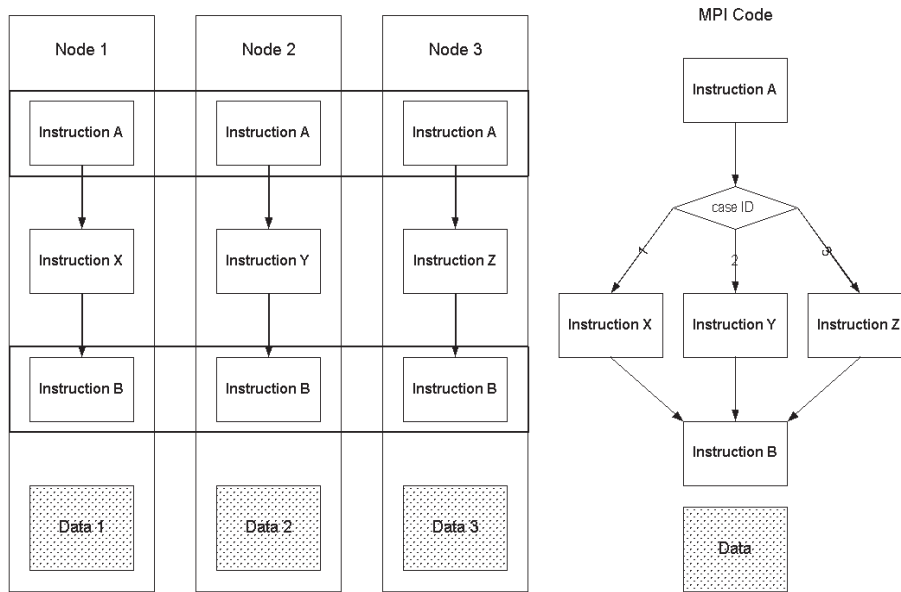 Node 1
Node 2
Node 3
Instruction A
Instruction A
Instruction A
Instruction X
Instruction Y
Instruction Z
Instruction B
Instruction B
Instruction B
Data 1
Data 2
Data 3
MPI Code
Instruction A
case ID
1
2
3
Instruction X
Instruction Y
Instruction Z
Instruction B
Data